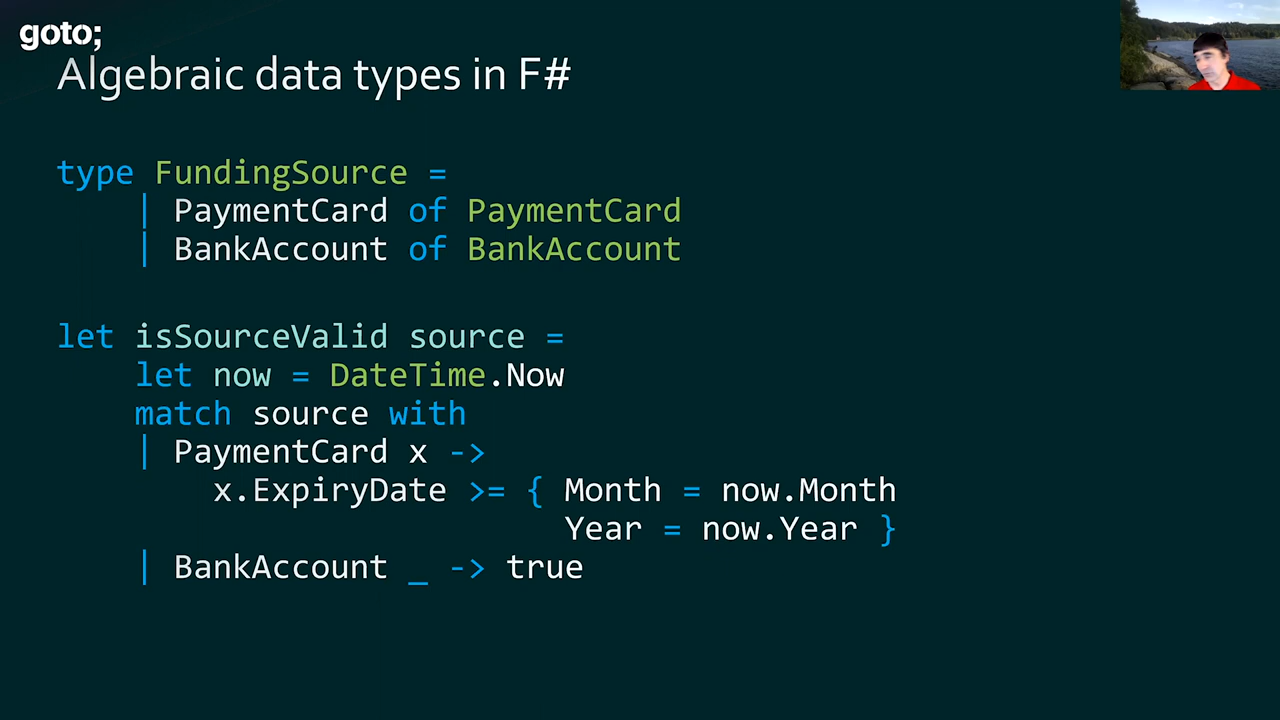 goto;
Algebraic data types in F#
type FundingSource =
    | PaymentCard of PaymentCard
    | BankAccount of BankAccount
let isSourceValid source =
    let now = DateTime.Now
    match source with
    | PaymentCard x ->
        x.ExpiryDate >= { Month = now.Month
                          Year = now.Year }
    | BankAccount _ -> true